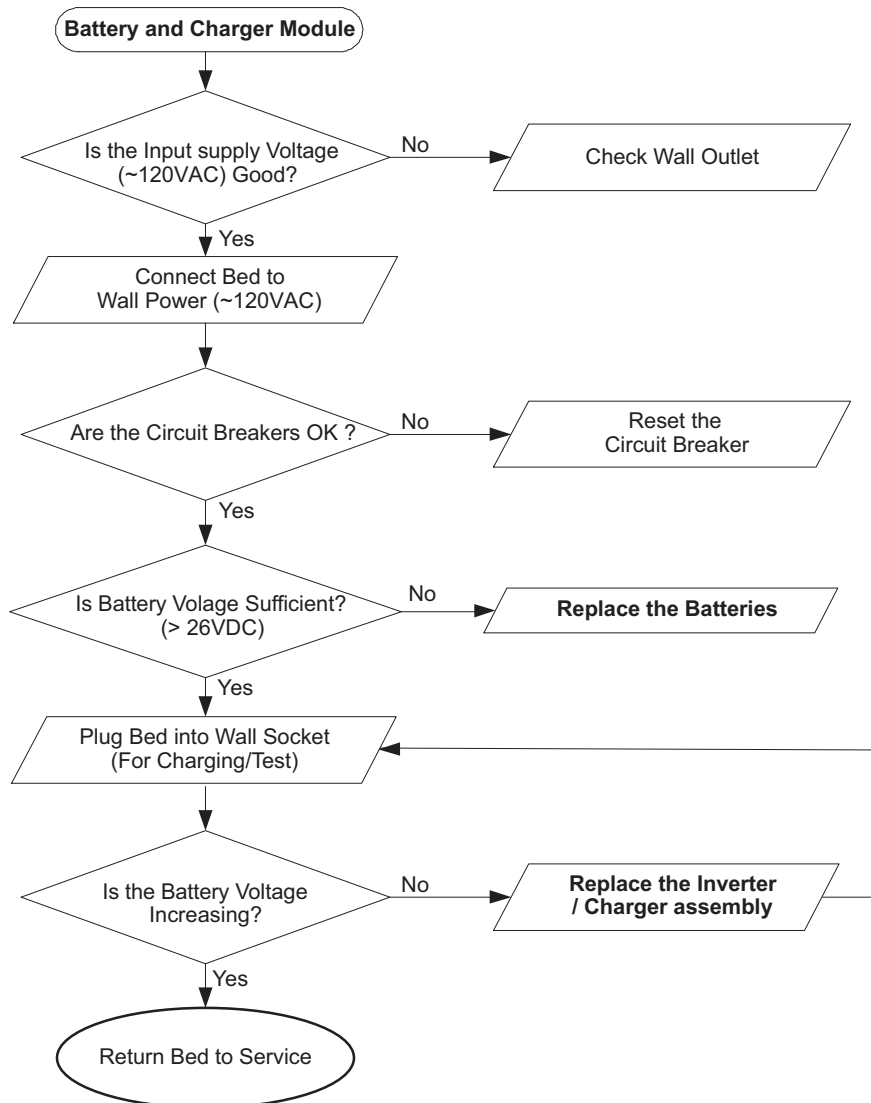 Battery and Charger Module
Is the Input supply Voltage
(~120VAC) Good?
No
Check Wall Outlet
Yes
Connect Bed to
Wall Power (~120VAC)
Are the Circuit Breakers OK ?
No
Reset the
Circuit Breaker
Yes
Is Battery Volage Sufficient?
(> 26VDC)
No
Replace the Batteries
Yes
Plug Bed into Wall Socket
(For Charging/Test)
Is the Battery Voltage
Increasing?
No
Replace the Inverter
/ Charger assembly
Yes
Return Bed to Service